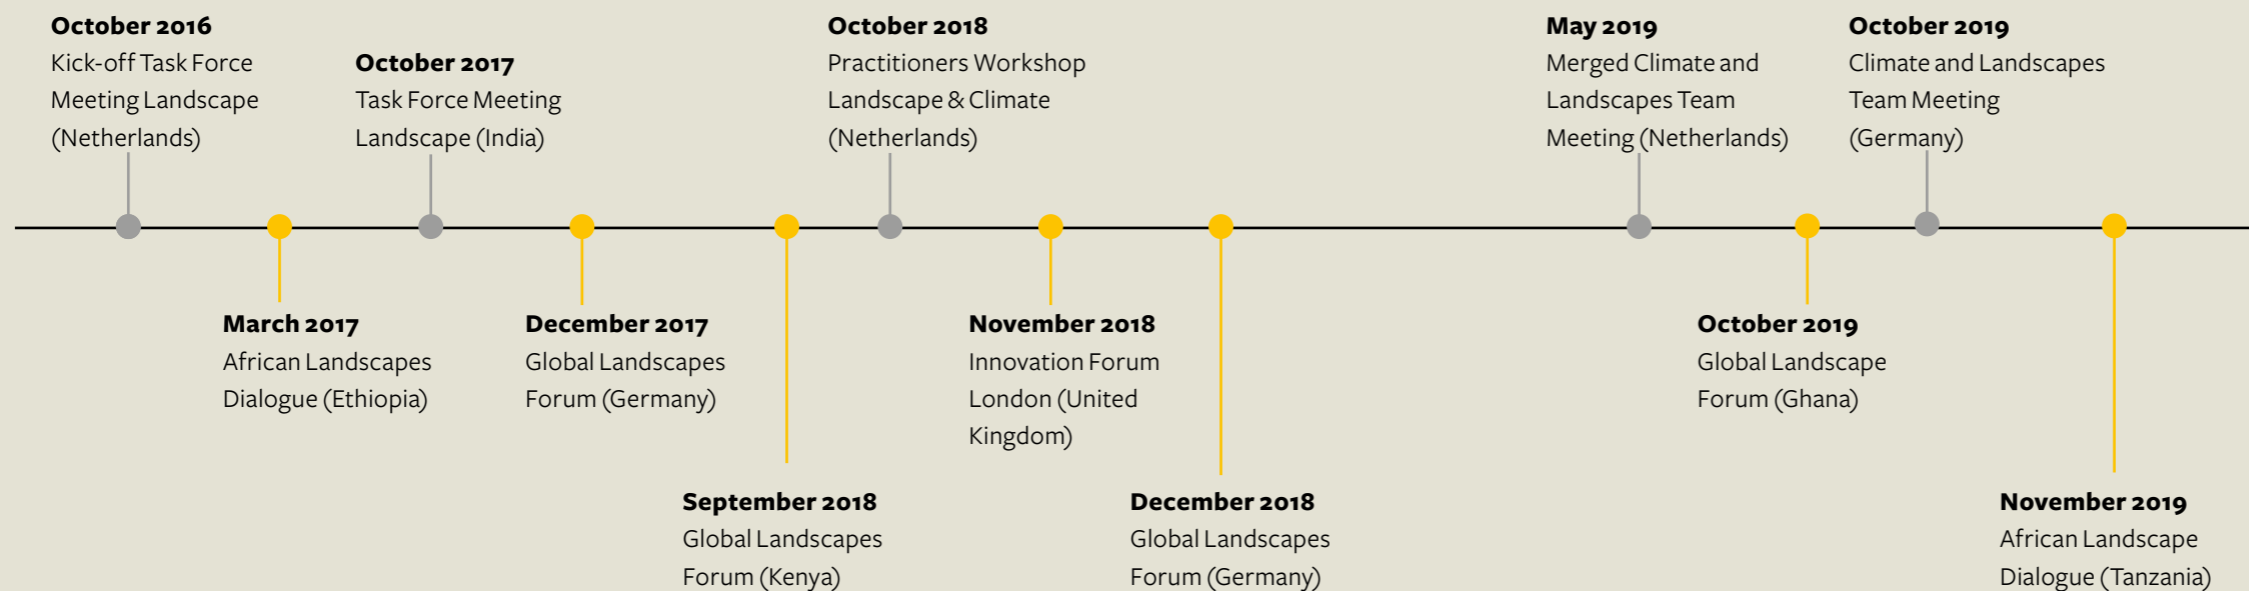 October 2016
Kick-off Task Force
Meeting Landscape
(Netherlands)
October 2017
Task Force Meeting
Landscape (India)
October 2018
Practitioners Workshop
Landscape & Climate
(Netherlands)
May 2019
Merged Climate and
Landscapes Team
Meeting (Netherlands)
October 2019
Climate and Landscapes
Team Meeting
(Germany)
March 2017
African Landscapes
Dialogue (Ethiopia)
December 2017
Global Landscapes
Forum (Germany)
September 2018
Global Landscapes
Forum (Kenya)
November 2018
Innovation Forum
London (United
Kingdom)
December 2018
Global Landscapes
Forum (Germany)
October 2019
Global Landscape
Forum (Ghana)
November 2019
African Landscape
Dialogue (Tanzania)